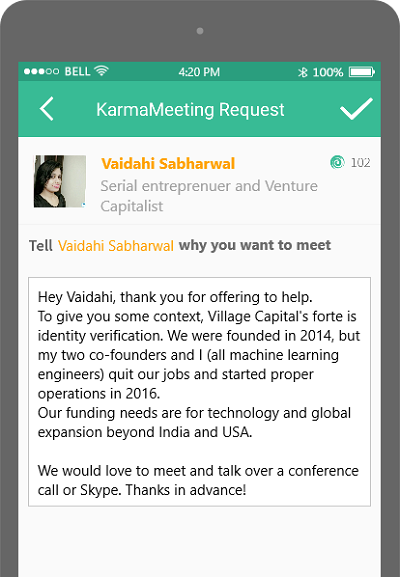 BELL 4:20 PM 100%
KarmaMeeting Request
Vaidahi Sabharwal 102
Serial entreprenuer and Venture
Capitalist
Tell Vaidahi Sabharwal why you want to meet
Hey Vaidahi, thank you for offering to help.
To give you some context, Village Capital's forte is
identity verification. We were founded in 2014, but
my two co-founders and I (all machine learning
engineers) quit our jobs and started proper
operations in 2016.
Our funding needs are for technology and global
expansion beyond India and USA.
We would love to meet and talk over a conference
call or Skype. Thanks in advance!